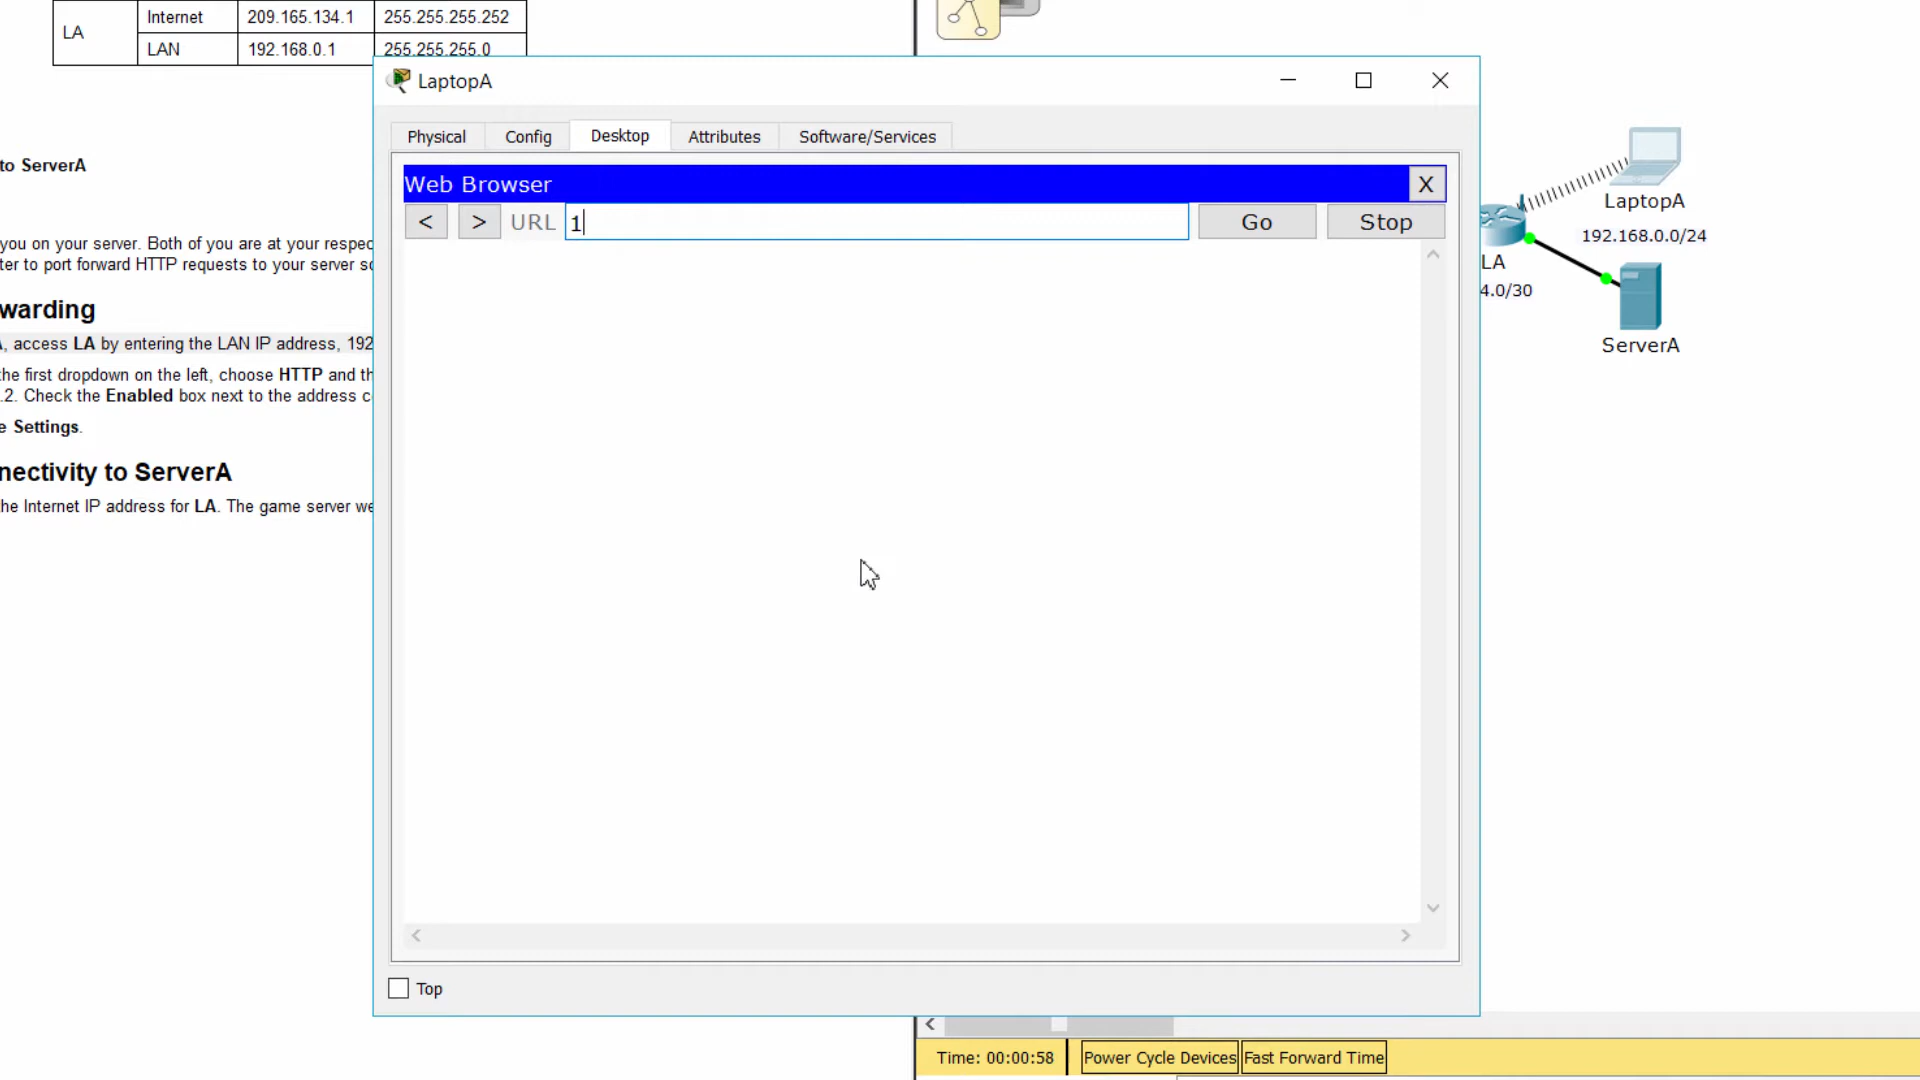 LA
Internet 209.165.134.1 255.255.255.252
LAN 192.168.0.1 255.255.255.0
to ServerA
you on your server. Both of you are at your respec
ter to port forward HTTP requests to your server so
warding
, access LA by entering the LAN IP address, 192
the first dropdown on the left, choose HTTP and th
.2. Check the Enabled box next to the address c
e Settings.
nectivity to ServerA
the Internet IP address for LA. The game server we
LaptopA
Physical Config Desktop Attributes Software/Services
Web Browser X
< > URL 1 Go Stop
Top
LaptopA
192.168.0.0/24
LA
4.0/30
ServerA
Time: 00:00:58 Power Cycle Devices Fast Forward Time